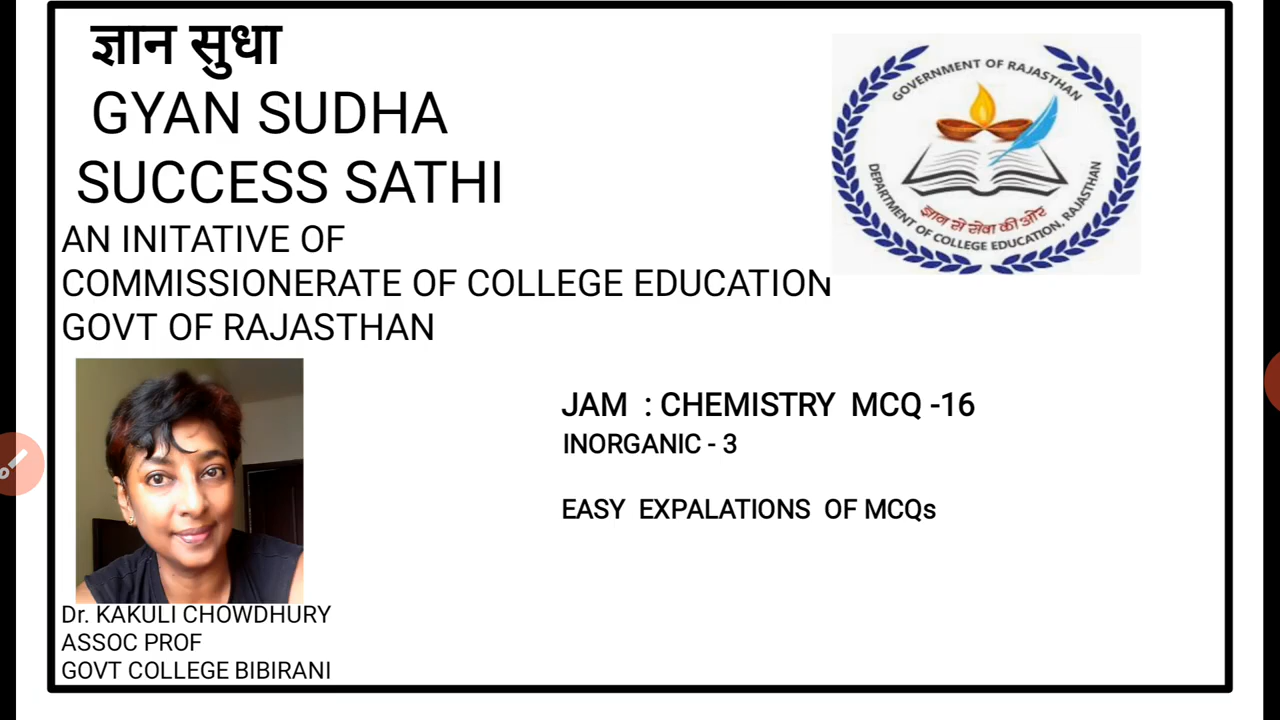 ज्ञान सुधा
GYAN SUDHA
SUCCESS SATHI
AN INITATIVE OF
COMMISSIONERATE OF COLLEGE EDUCATION
GOVT OF RAJASTHAN
GOVERNMENT OF RAJASTHAN
DEPARTMENT OF COLLEGE EDUCATION, RAJASTHAN
ज्ञान से सेवा की ओर
JAM : CHEMISTRY MCQ -16
INORGANIC - 3
EASY EXPALATIONS OF MCQs
Dr. KAKULI CHOWDHURY
ASSOC PROF
GOVT COLLEGE BIBIRANI